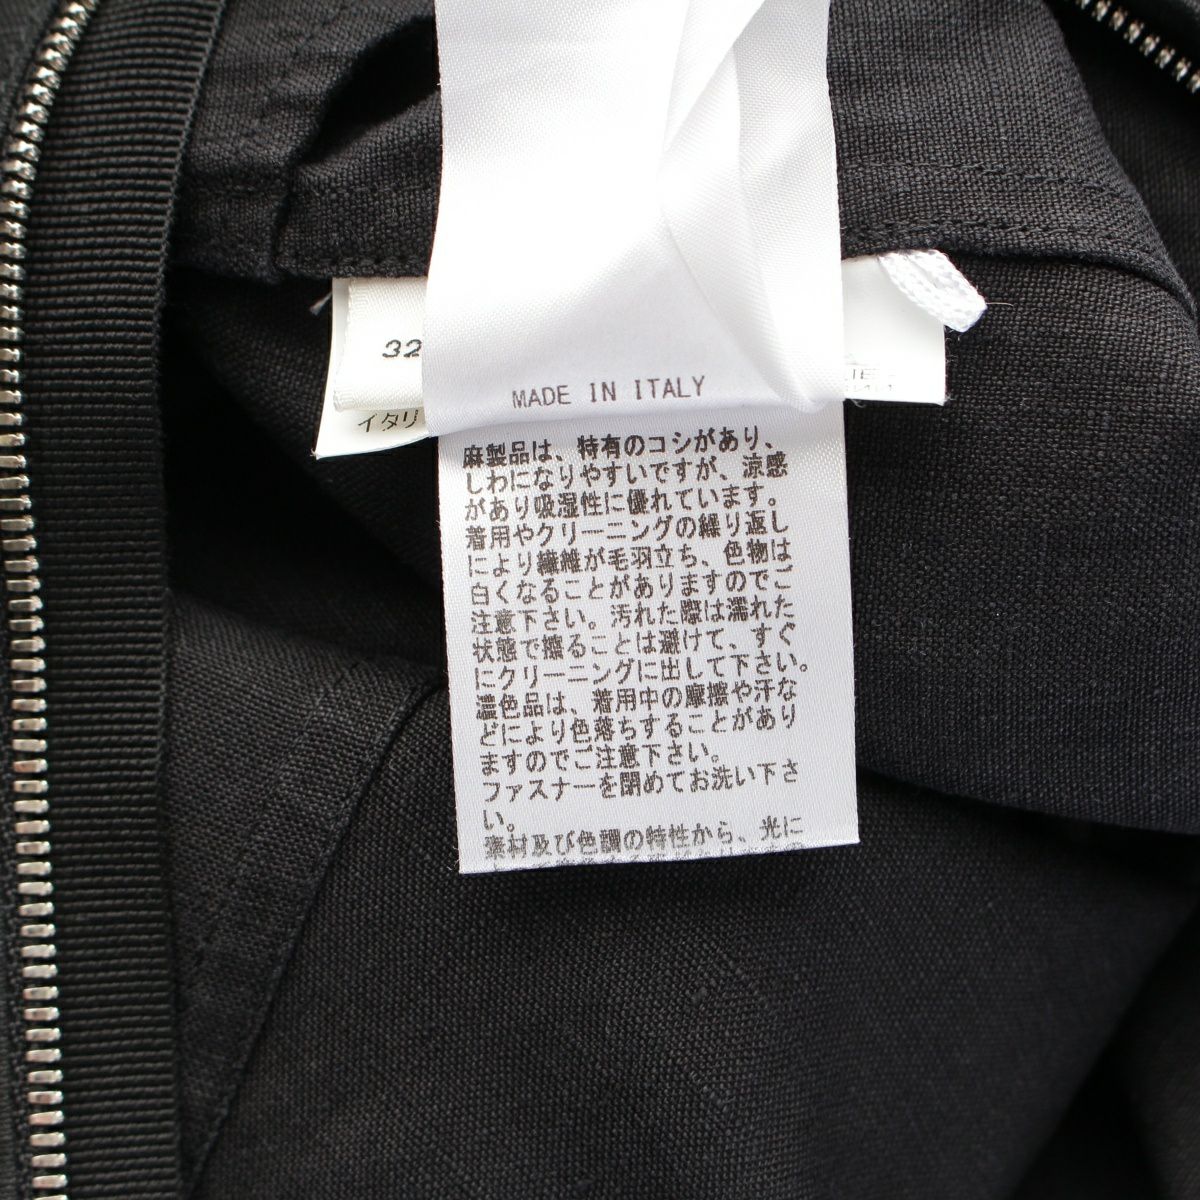 32
MADE IN ITALY
イタリ
麻製品は、特有のコシがあり、
しわになりやすいですが、涼感
があり吸湿性に優れています。
着用やクリーニングの繰り返し
により繊維が毛羽立ち、色物は
白くなることがありますのでご
注意下さい。汚れた際は濡れた
状態で擦ることは避けて、すぐ
にクリーニングに出して下さい。
濃色品は、着用中の摩擦や汗な
どにより色落ちすることがあり
ますのでご注意下さい。
ファスナーを閉めてお洗い下さ
い。
素材及び色調の特性から、光に